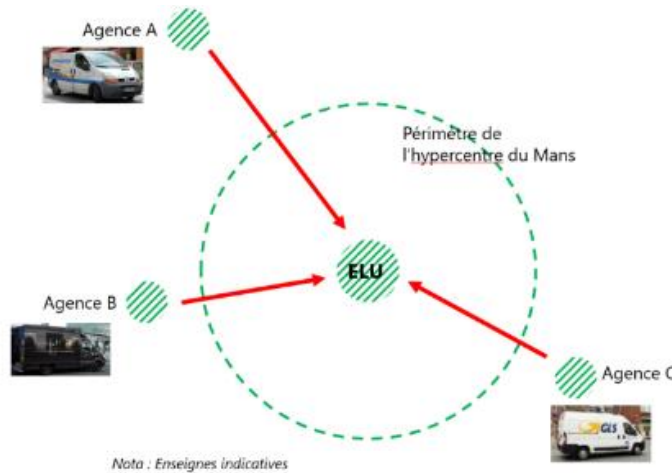 Agence A
Périmètre de
l'hypercentre du Mans
ELU
Agence B
Agence C
GLS
Nota : Enseignes indicatives